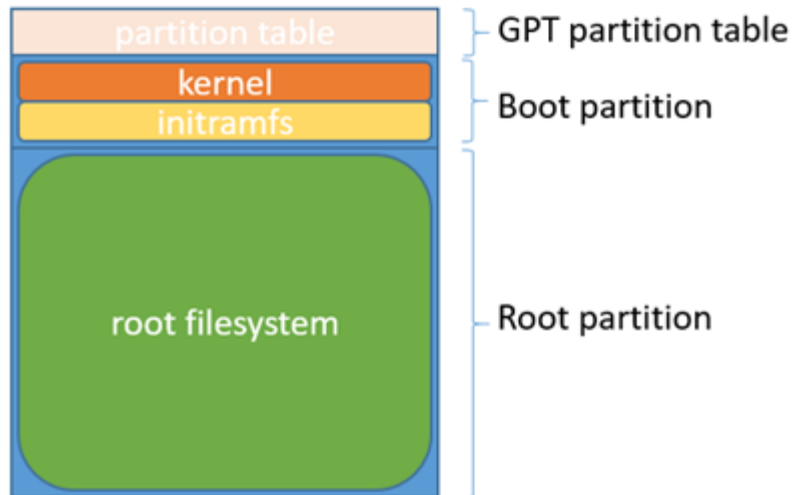 partition table
GPT partition table
kernel
initramfs
Boot partition
root filesystem
Root partition